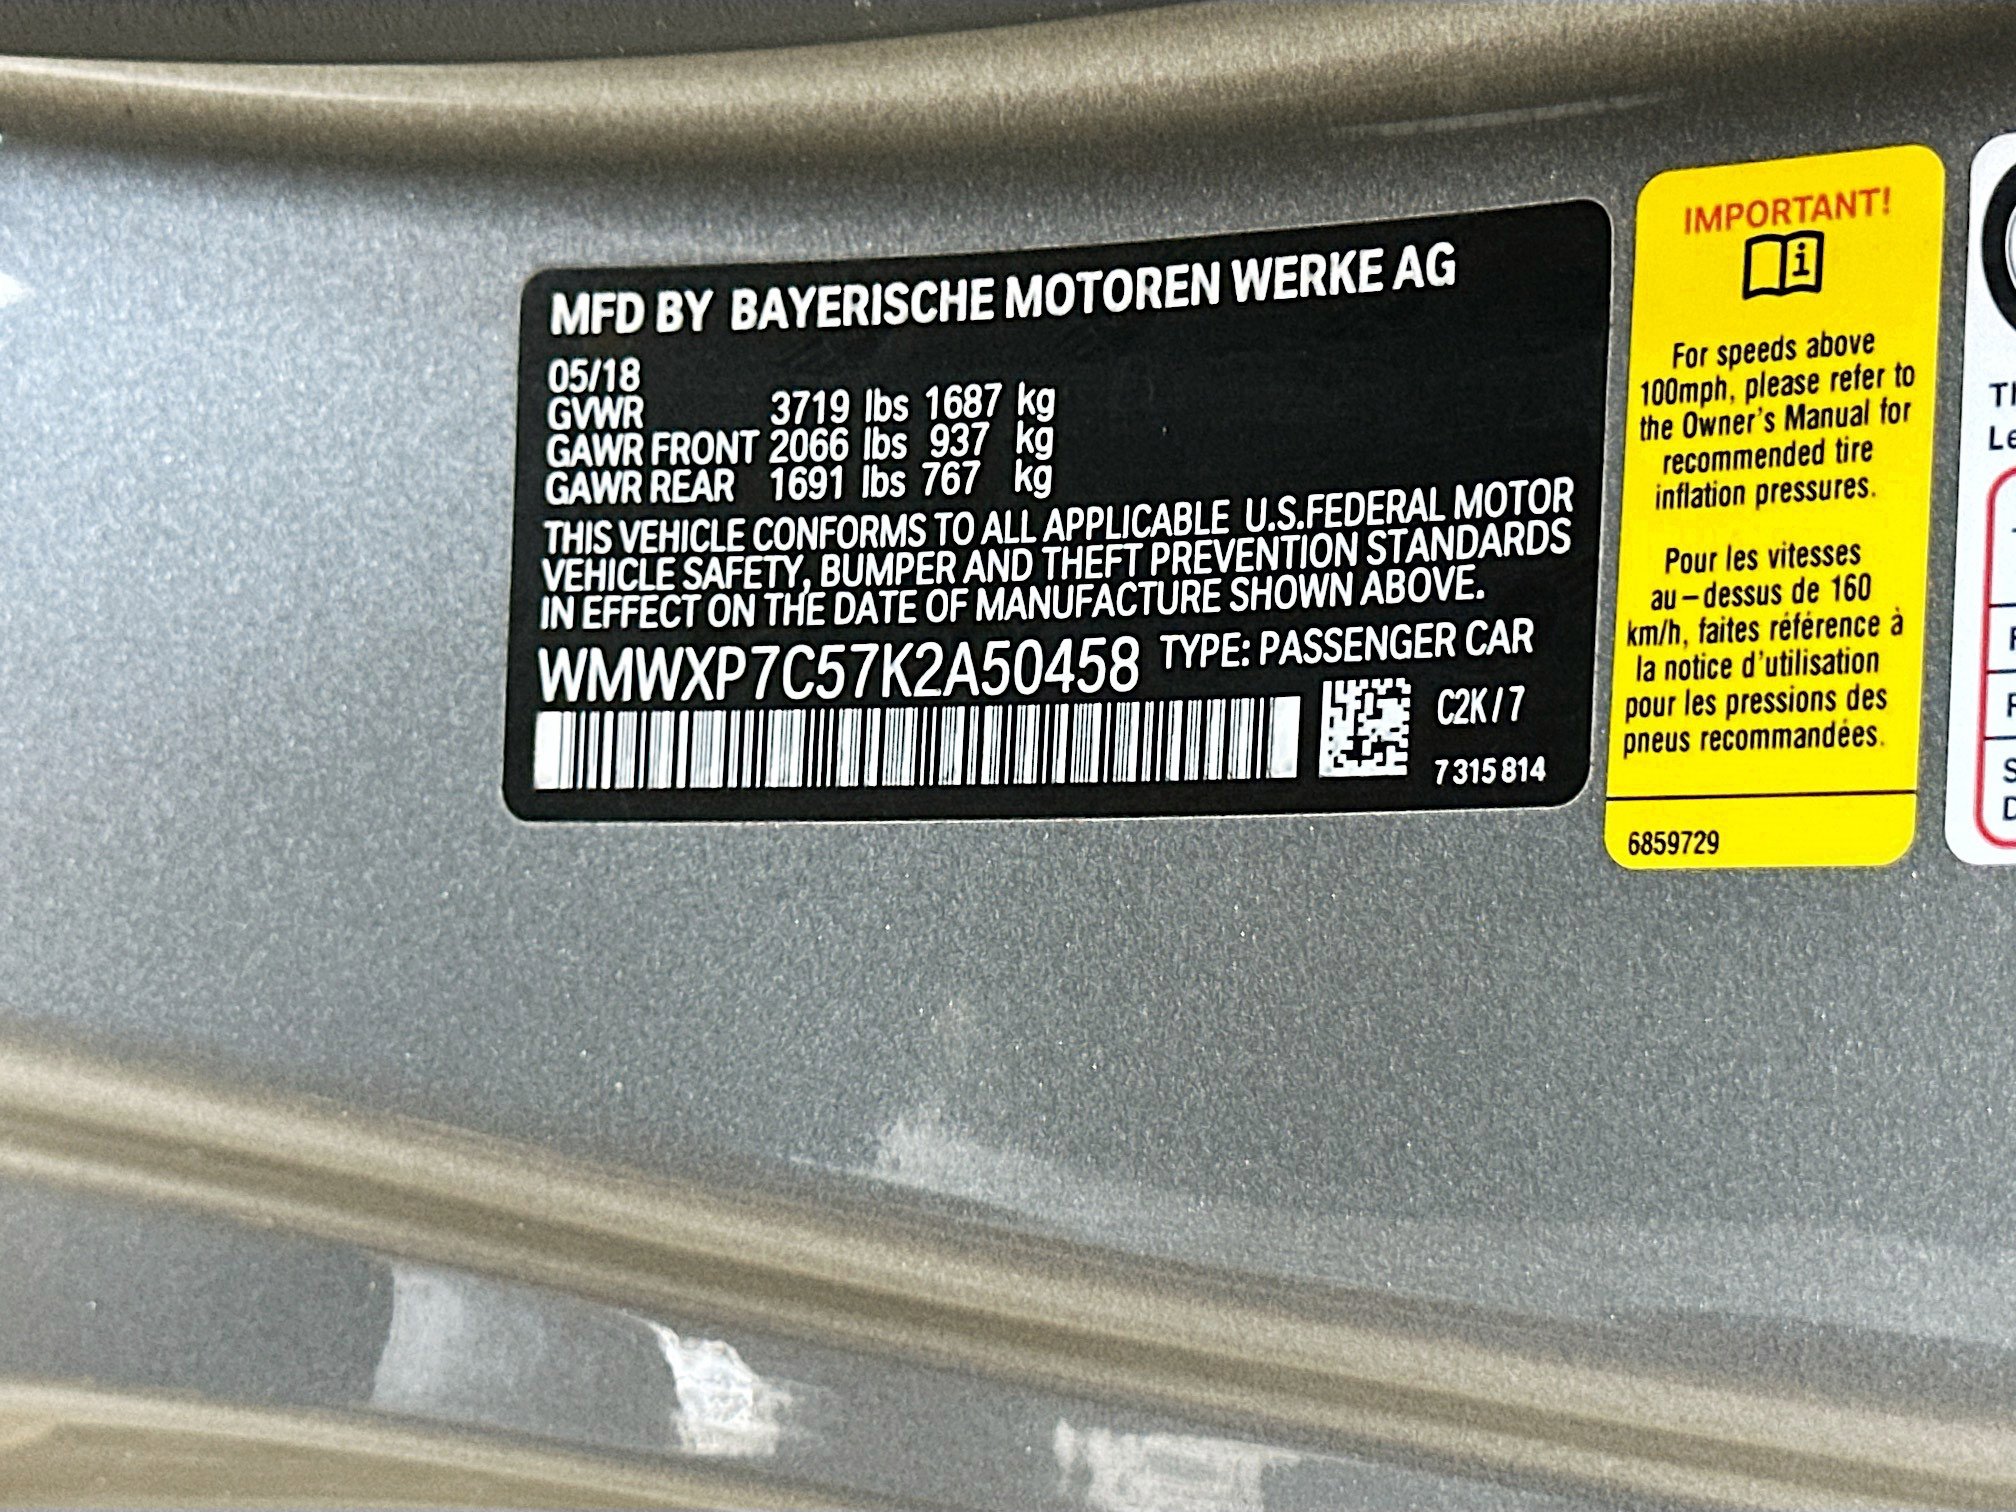 MFD BY BAYERISCHE MOTOREN WERKE AG
05/18
GVWR 3719 lbs 1687 kg
GAWR FRONT 2066 lbs 937 kg
GAWR REAR 1691 lbs 767 kg
THIS VEHICLE CONFORMS TO ALL APPLICABLE U.S.FEDERAL MOTOR
VEHICLE SAFETY, BUMPER AND THEFT PREVENTION STANDARDS
IN EFFECT ON THE DATE OF MANUFACTURE SHOWN ABOVE.
WMWXP7C57K2A50458 TYPE: PASSENGER CAR
C2K/7
7315814
IMPORTANT!
i
For speeds above
100mph, please refer to
the Owner's Manual for
recommended tire
inflation pressures.
Pour les vitesses
au-dessus de 160
km/h, faites référence à
la notice d'utilisation
pour les pressions des
pneus recommandées.
6859729